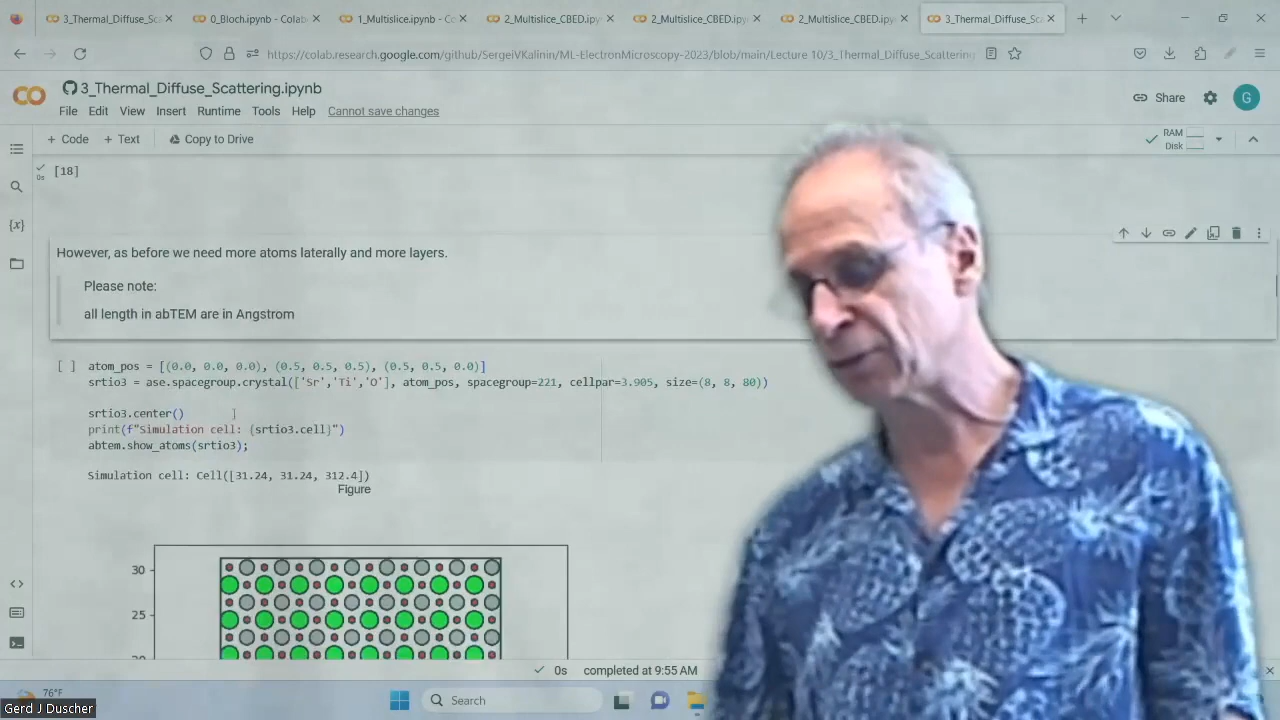 3_Thermal_Diffuse_Sc
0_Bloch.ipynb - Colab
1_Multislice.ipynb - Co
2_Multislice_CBED.ipy
2_Multislice_CBED.ipy
2_Multislice_CBED.ipy
3_Thermal_Diffuse_Sc
https://colab.research.google.com/github/SergeiVKalinin/ML-ElectronMicroscopy-2023/blob/main/Lecture 10/3_Thermal_Diffuse_Scattering
3_Thermal_Diffuse_Scattering.ipynb
Share
G
File Edit View Insert Runtime Tools Help Cannot save changes
+ Code + Text Copy to Drive
RAM
Disk
[18]
0s
{x}
However, as before we need more atoms laterally and more layers.
Please note:
all length in abTEM are in Angstrom
[ ] atom_pos = [(0.0, 0.0, 0.0), (0.5, 0.5, 0.5), (0.5, 0.5, 0.0)]
srtio3 = ase.spacegroup.crystal(['Sr','Ti','O'], atom_pos, spacegroup=221, cellpar=3.905, size=(8, 8, 80))
srtio3.center()
print(f"Simulation cell: {srtio3.cell}")
abtem.show_atoms(srtio3);
Simulation cell: Cell([31.24, 31.24, 312.4])
Figure
30
25
0s completed at 9:55 AM
76°F
Search
Gerd J Duscher